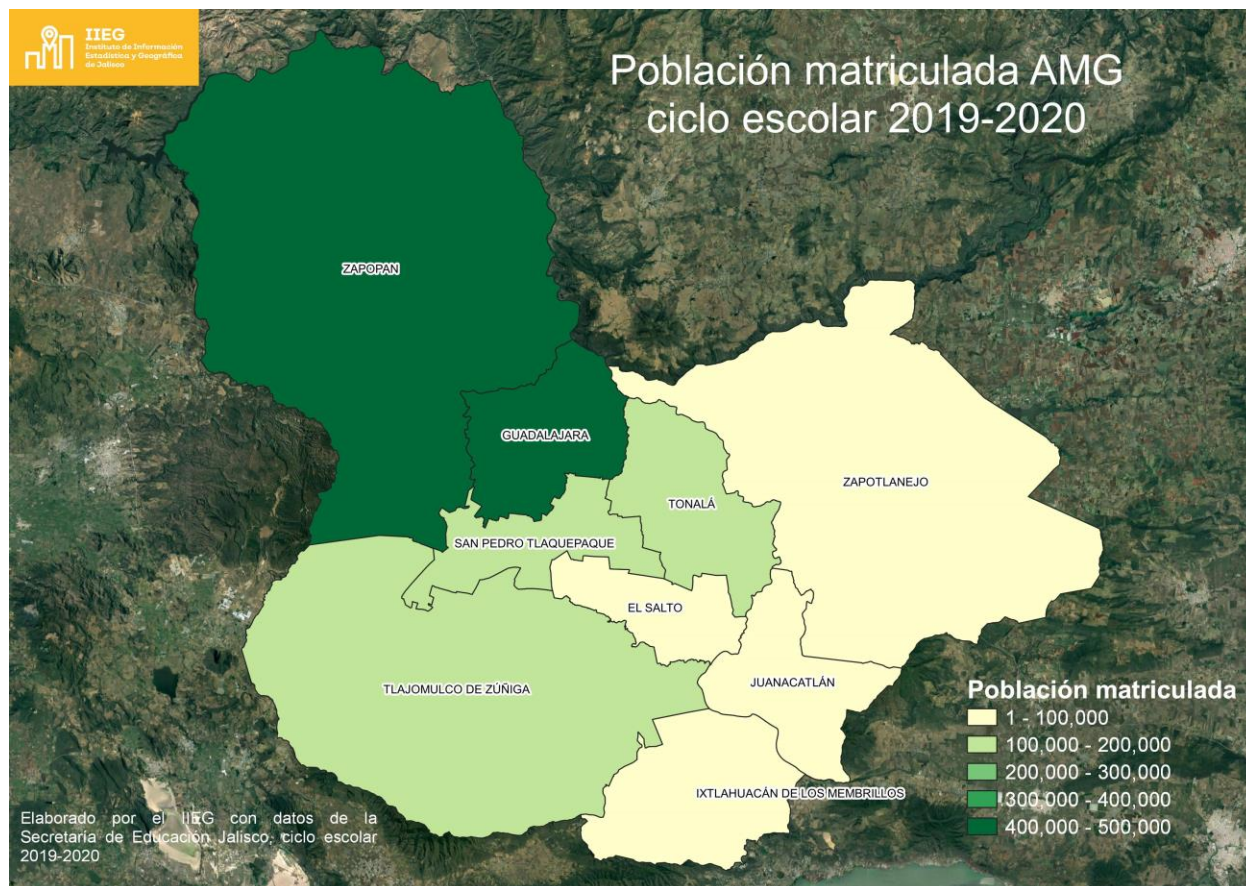 IIEG
Instituto de Información
Estadística y Geográfica
de Jalisco
Población matriculada AMG
ciclo escolar 2019-2020
ZAPOPAN
GUADALAJARA
ZAPOTLANEJO
TONALÁ
SAN PEDRO TLAQUEPAQUE
EL SALTO
TLAJOMULCO DE ZÚÑIGA
JUANACATLÁN
IXTLAHUACÁN DE LOS MEMBRILLOS
Población matriculada
1 - 100,000
100,000 - 200,000
200,000 - 300,000
300,000 - 400,000
400,000 - 500,000
Elaborado por el IIEG con datos de la
Secretaría de Educación Jalisco, ciclo escolar
2019-2020